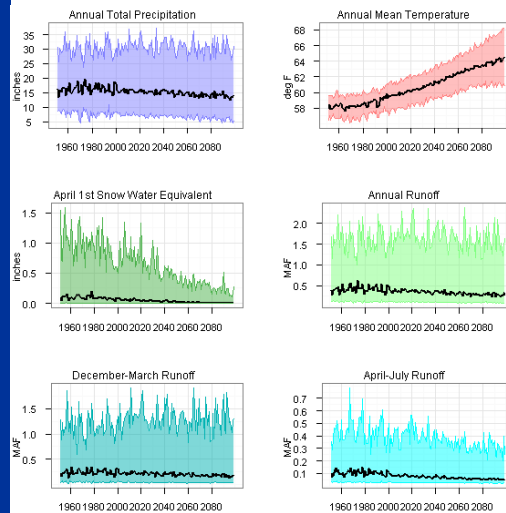 Annual Total Precipitation
inches
35
30
25
20
15
10
5
1960 1980 2000 2020 2040 2060 2080
Annual Mean Temperature
deg F
68
66
64
62
60
58
1960 1980 2000 2020 2040 2060 2080
April 1st Snow Water Equivalent
inches
1.5
1.0
0.5
0.0
1960 1980 2000 2020 2040 2060 2080
Annual Runoff
MAF
2.0
1.5
1.0
0.5
1960 1980 2000 2020 2040 2060 2080
December-March Runoff
MAF
1.5
1.0
0.5
1960 1980 2000 2020 2040 2060 2080
April-July Runoff
MAF
0.7
0.6
0.5
0.4
0.3
0.2
0.1
1960 1980 2000 2020 2040 2060 2080